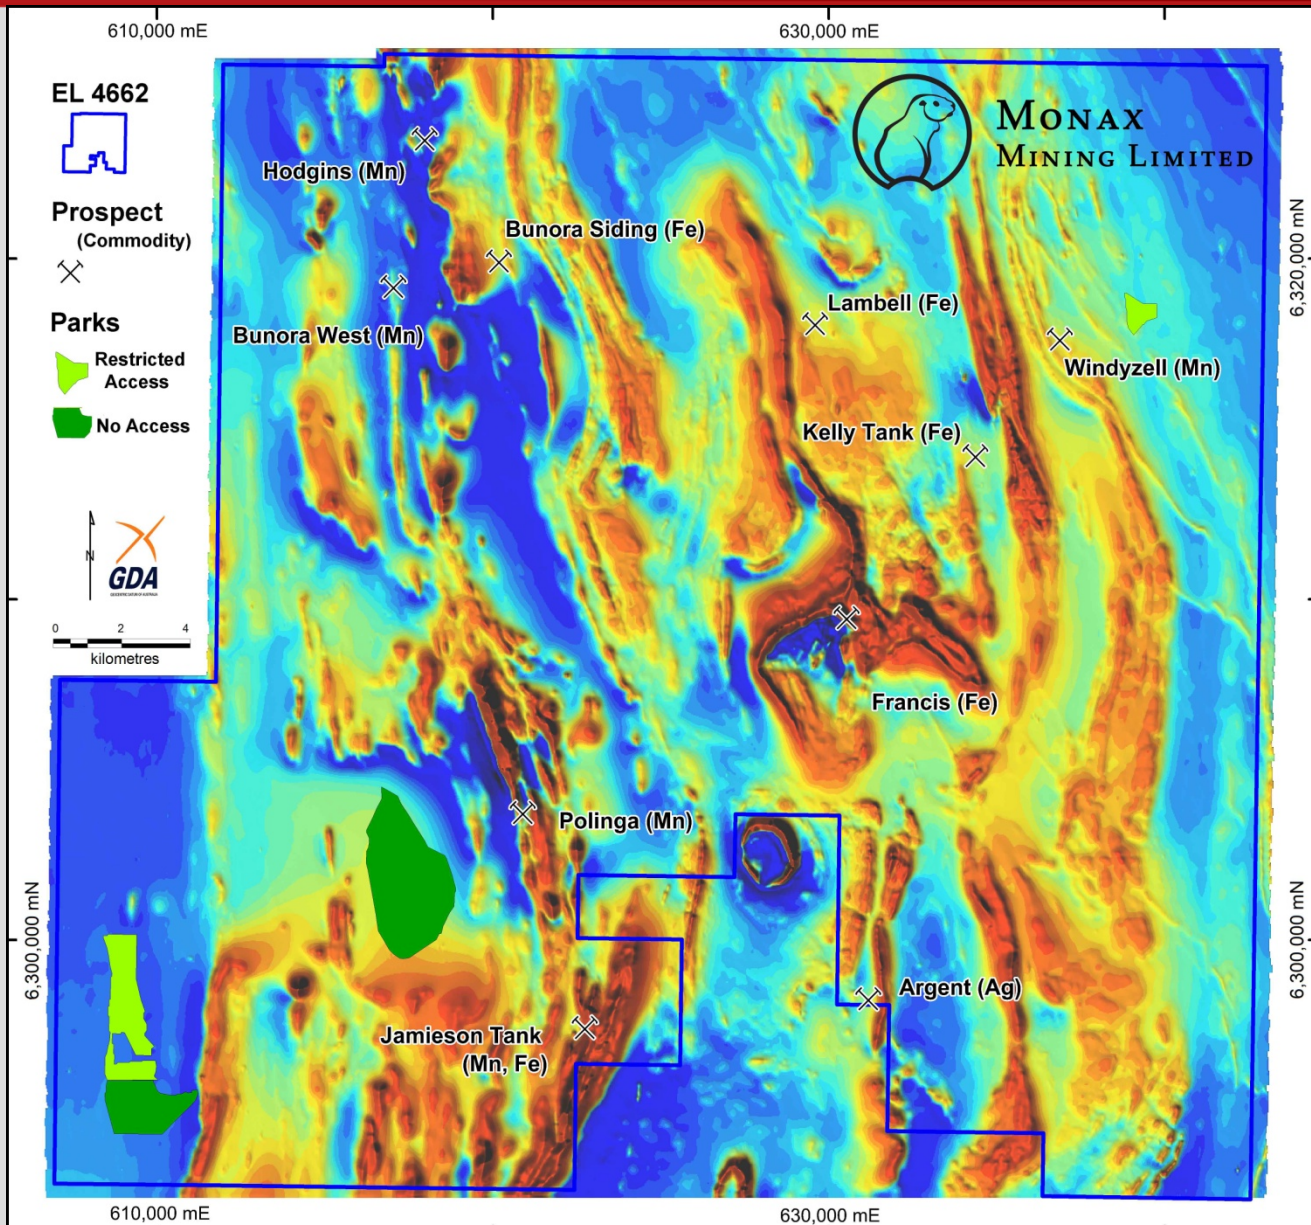 610,000 mE
630,000 mE
EL 4662
Prospect
(Commodity)
Parks
Restricted
Access
No Access
N
GDA
0 2 4
kilometres
MONAX
MINING LIMITED
Hodgins (Mn)
Bunora Siding (Fe)
Bunora West (Mn)
Lambell (Fe)
Windyzell (Mn)
Kelly Tank (Fe)
Francis (Fe)
Polinga (Mn)
Argent (Ag)
Jamieson Tank
(Mn, Fe)
6,320,000 mN
6,300,000 mN
6,300,000 mN
610,000 mE
630,000 mE